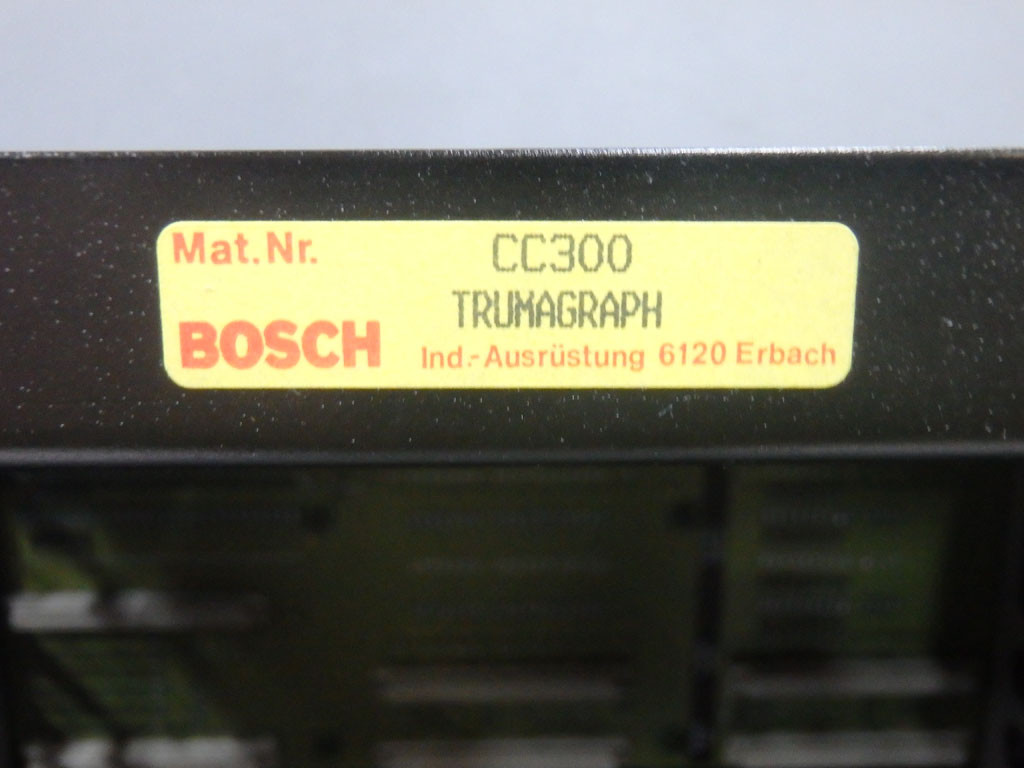 Mat.Nr. CC300
TRUMAGRAPH
BOSCH Ind.-Ausrüstung 6120 Erbach